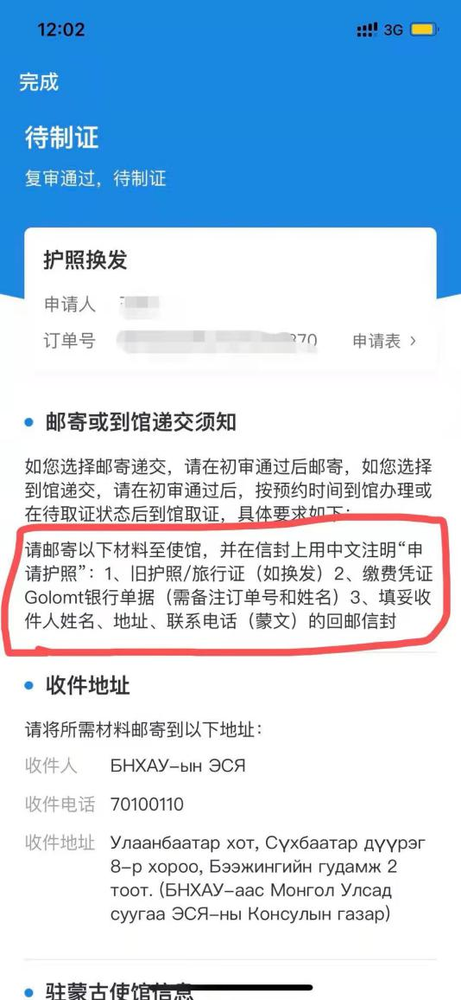 12:02
3G
完成
待制证
复审通过，待制证
护照换发
申请人
订单号 370 申请表 >
邮寄或到馆递交须知
如您选择邮寄递交，请在初审通过后邮寄，如您选择
到馆递交，请在初审通过后，按预约时间到馆办理或
在待取证状态后到馆取证，具体要求如下：
请邮寄以下材料至使馆，并在信封上用中文注明“申
请护照”：1、旧护照/旅行证（如换发）2、缴费凭证
Golomt银行单据（需备注订单号和姓名）3、填妥收
件人姓名、地址、联系电话（蒙文）的回邮信封
收件地址
请将所需材料邮寄到以下地址：
收件人 БНХАУ-ын ЭСЯ
收件电话 70100110
收件地址 Улаанбаатар хот, Сүхбаатар дүүрэг
8-р хороо, Бээжингийн гудамж 2
тоот. (БНХАУ-аас Монгол Улсад
суугаа ЭСЯ-ны Консулын газар)
驻蒙古使馆信息